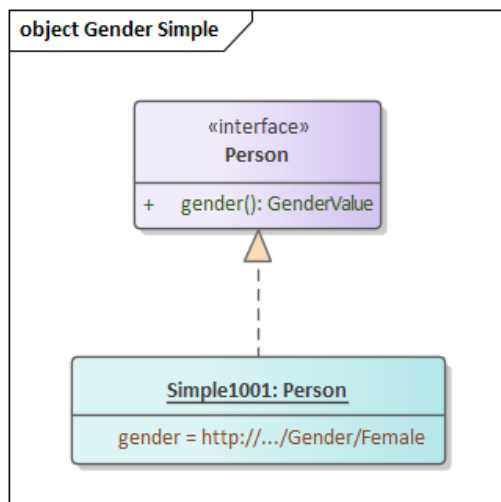 object Gender Simple
«interface»
Person
+ gender(): GenderValue
Simple1001: Person
gender = http://.../Gender/Female